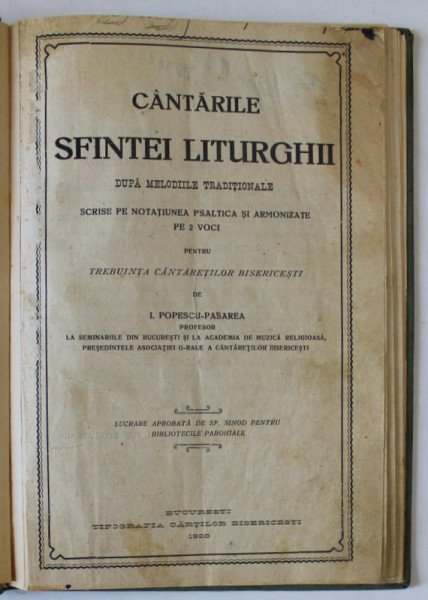 CÂNTĂRILE
SFINTEI LITURGHII
DUPĂ MELODIILE TRADIȚIONALE
SCRISE PE NOTAȚIUNEA PSALTICA ȘI ARMONIZATE
PE 2 VOCI
PENTRU
TREBUINȚA CÂNTĂREȚILOR BISERICEȘTI
DE
I. POPESCU-PASAREA
PROFESOR
LA SEMINARIILE DIN BUCUREȘTI ȘI LA ACADEMIA DE MUZICĂ RELIGIOASĂ,
PREȘEDINTELE ASOCIAȚIEI G-RALE A CÂNTĂREȚILOR BISERICEȘTI
LUCRARE APROBATĂ DE SF. SINOD PENTRU
BIBLIOTECILE PAROHIALE
BUCUREȘTI
TIPOGRAFIA CĂRȚILOR BISERICEȘTI